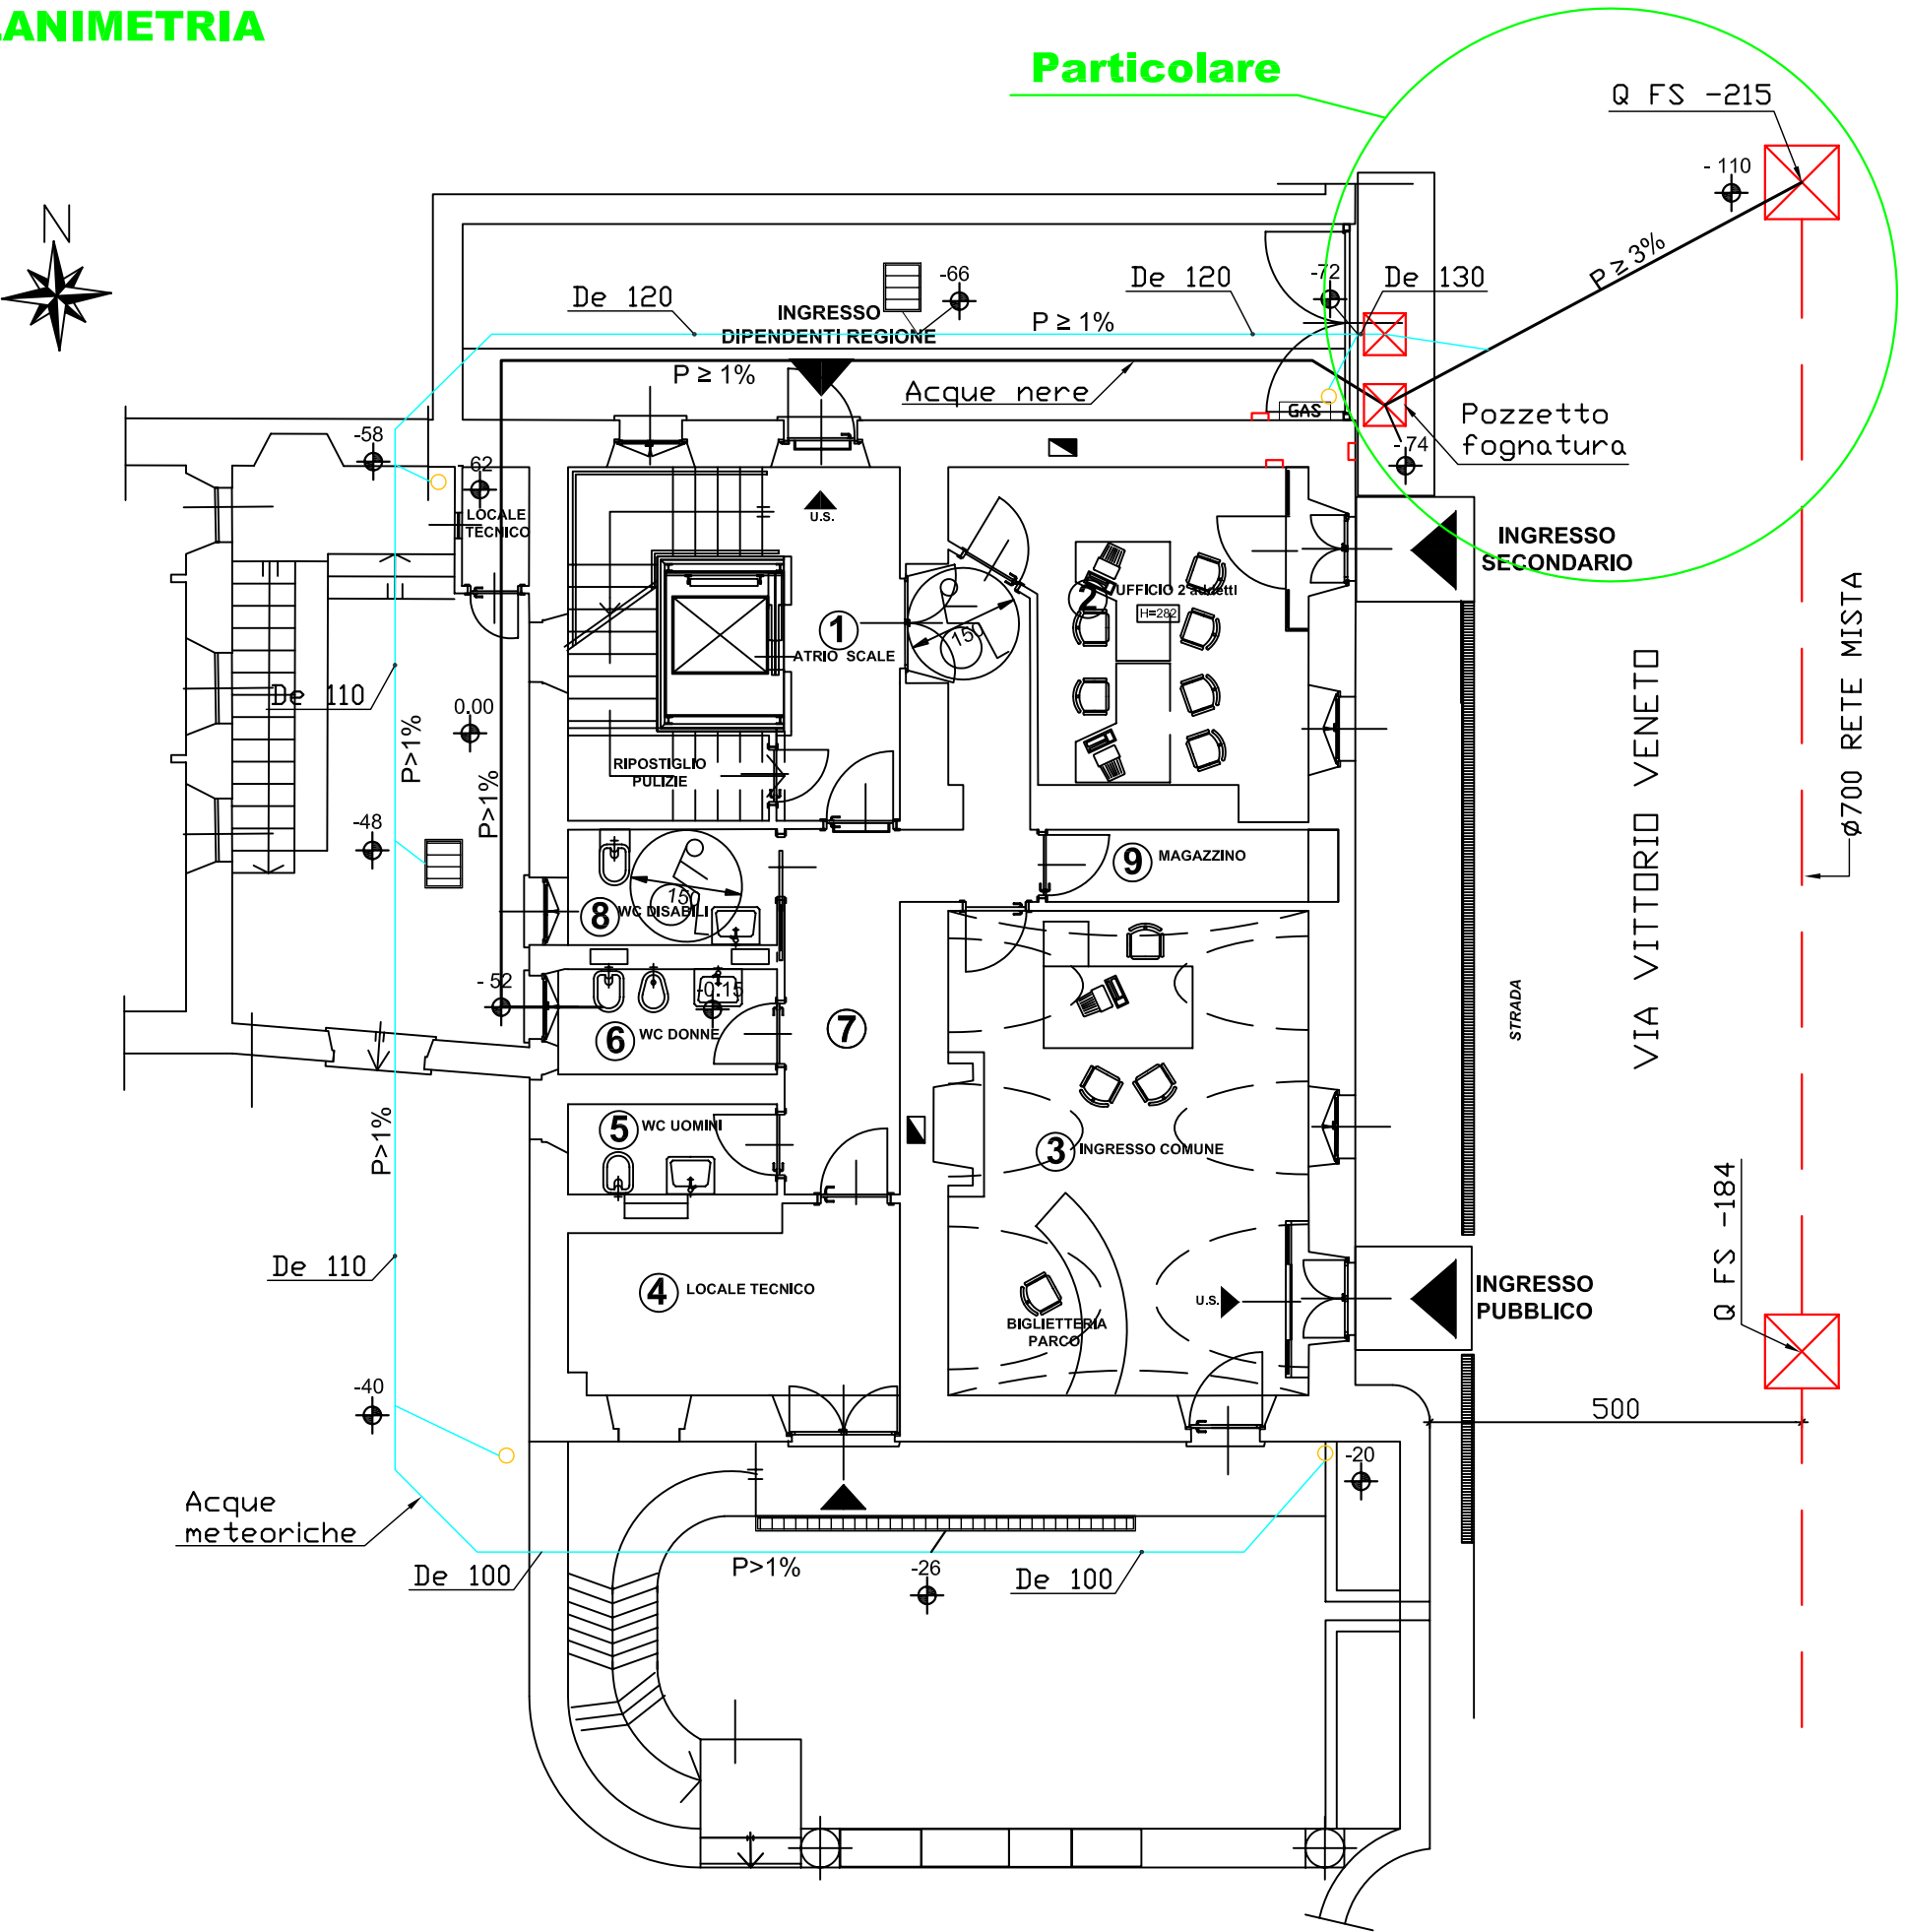 LANIMETRIA
Particolare
Q FS -215
- 110
N
P ≥ 3%
-66
-72
De 120
De 120
De 130
INGRESSO
DIPENDENTI REGIONE
P ≥ 1%
P ≥ 1%
Acque nere
GAS
Pozzetto
fognatura
-74
-58
-62
LOCALE
TECNICO
U.S.
INGRESSO
SECONDARIO
2
UFFICIO 2 addetti
H=282
1
ATRIO SCALE
150
De 110
0.00
P>1%
P>1%
RIPOSTIGLIO
PULIZIE
VIA VITTORIO VENETO
ø700 RETE MISTA
-48
9
MAGAZZINO
150
8
WC DISABILI
- 52
-0.15
6
WC DONNE
7
STRADA
P>1%
5
WC UOMINI
3
INGRESSO COMUNE
Q FS -184
De 110
4
LOCALE TECNICO
U.S.
INGRESSO
PUBBLICO
BIGLIETTERIA
PARCO
-40
500
-20
Acque
meteoriche
De 100
P>1%
-26
De 100